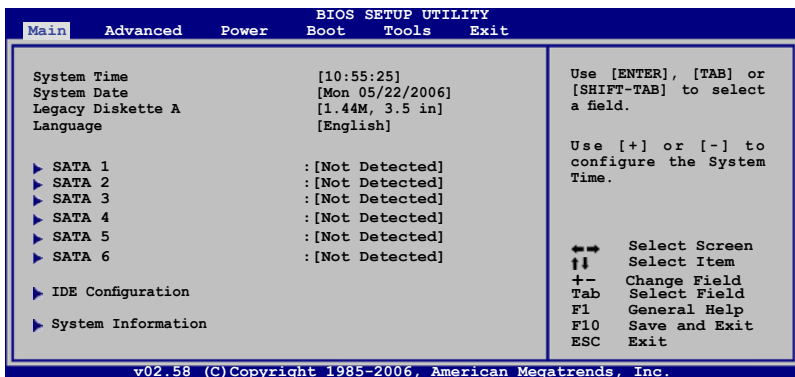 BIOS SETUP UTILITY
Main Advanced Power Boot Tools Exit
System Time [10:55:25]
System Date [Mon 05/22/2006]
Legacy Diskette A [1.44M, 3.5 in]
Language [English]
SATA 1 :[Not Detected]
SATA 2 :[Not Detected]
SATA 3 :[Not Detected]
SATA 4 :[Not Detected]
SATA 5 :[Not Detected]
SATA 6 :[Not Detected]
IDE Configuration
System Information
Use [ENTER], [TAB] or
[SHIFT-TAB] to select
a field.
Use [+] or [-] to
configure the System
Time.
Select Screen
Select Item
+- Change Field
Tab Select Field
F1 General Help
F10 Save and Exit
ESC Exit
v02.58 (C)Copyright 1985-2006, American Megatrends, Inc.